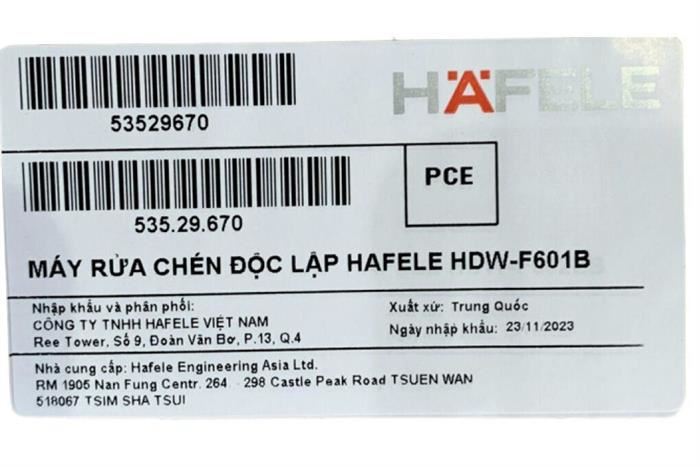 HÄFELE
53529670
535.29.670
PCE
MÁY RỬA CHÉN ĐỘC LẬP HAFELE HDW-F601B
Nhập khẩu và phân phối:
CÔNG TY TNHH HAFELE VIỆT NAM
Ree Tower, Số 9, Đoàn Văn Bơ, P.13, Q.4
Xuất xứ: Trung Quốc
Ngày nhập khẩu: 23/11/2023
Nhà cung cấp: Hafele Engineering Asia Ltd.
RM 1905 Nan Fung Centr. 264 - 298 Castle Peak Road TSUEN WAN
518067 TSIM SHA TSUI